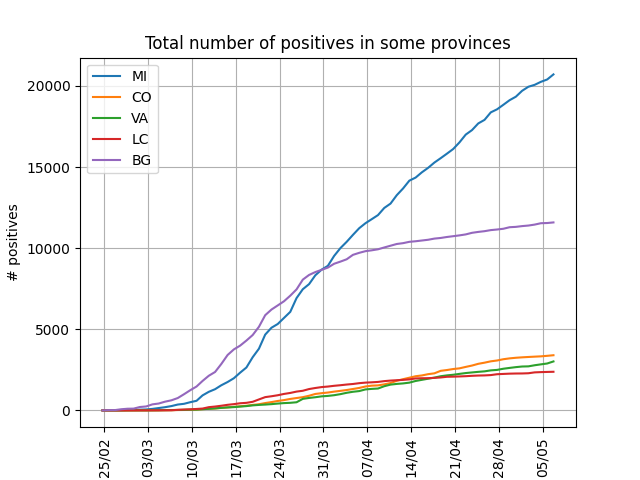 Total number of positives in some provinces
MI
CO
VA
LC
BG
# positives
20000
15000
10000
5000
0
25/02
03/03
10/03
17/03
24/03
31/03
07/04
14/04
21/04
28/04
05/05